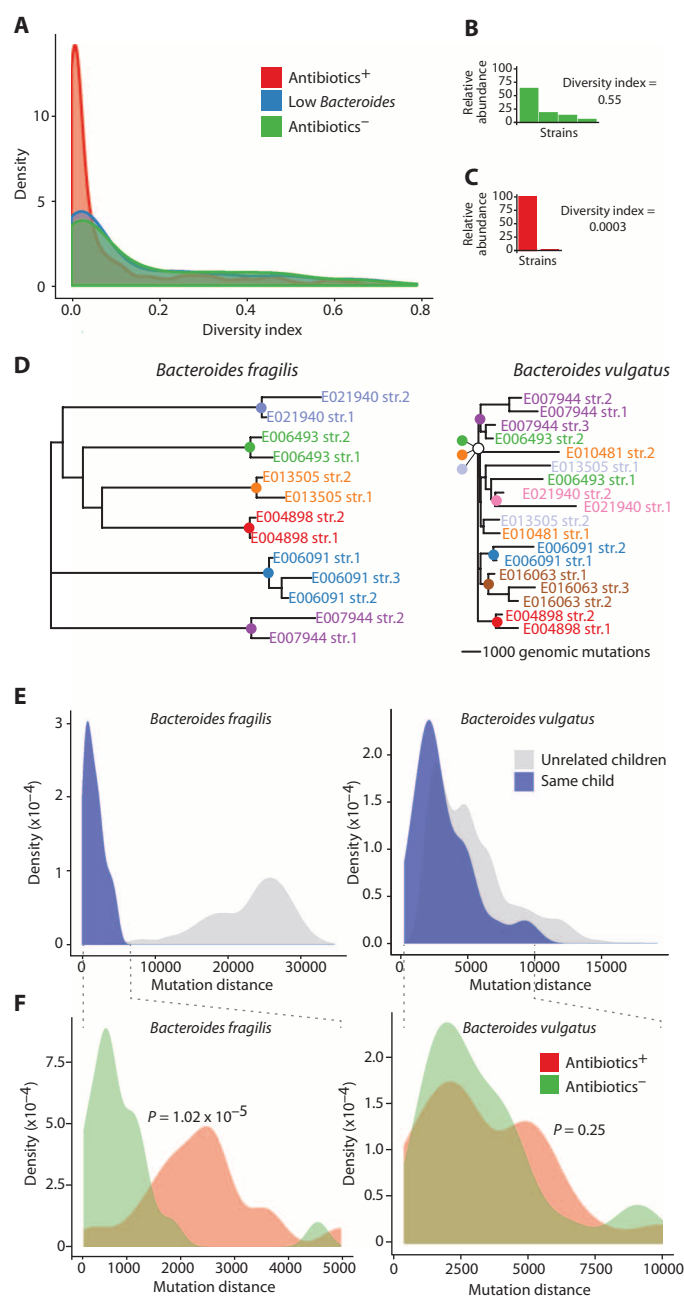 A
Density
10
5
0
0.0
0.2
0.4
0.6
0.8
Diversity index
Antibiotics+
Low Bacteroides
Antibiotics−
B
Relative
abundance
100
75
50
25
0
Strains
Diversity index =
0.55
C
Relative
abundance
100
75
50
25
0
Strains
Diversity index =
0.0003
D
Bacteroides fragilis
E021940 str.2
E021940 str.1
E006493 str.2
E006493 str.1
E013505 str.2
E013505 str.1
E004898 str.2
E004898 str.1
E006091 str.1
E006091 str.3
E006091 str.2
E007944 str.2
E007944 str.1
Bacteroides vulgatus
E007944 str.2
E007944 str.1
E007944 str.3
E006493 str.2
E010481 str.2
E013505 str.1
E006493 str.1
E021940 str.2
E021940 str.1
E013505 str.2
E010481 str.1
E006091 str.2
E006091 str.1
E016063 str.1
E016063 str.3
E016063 str.2
E004898 str.2
E004898 str.1
1000 genomic mutations
E
Bacteroides fragilis
Density (x10−4)
3
2
1
0
0
10000
20000
30000
Mutation distance
Bacteroides vulgatus
Unrelated children
Same child
Density (x10−4)
2.0
1.5
1.0
0.5
0.0
0
5000
10000
15000
Mutation distance
F
Bacteroides fragilis
Density (x10−4)
7.5
5.0
2.5
0
P = 1.02 x 10−5
0
1000
2000
3000
4000
5000
Mutation distance
Bacteroides vulgatus
Antibiotics+
Antibiotics−
P = 0.25
Density (x10−4)
2.0
1.5
1.0
0.5
0
2500
5000
7500
10000
Mutation distance